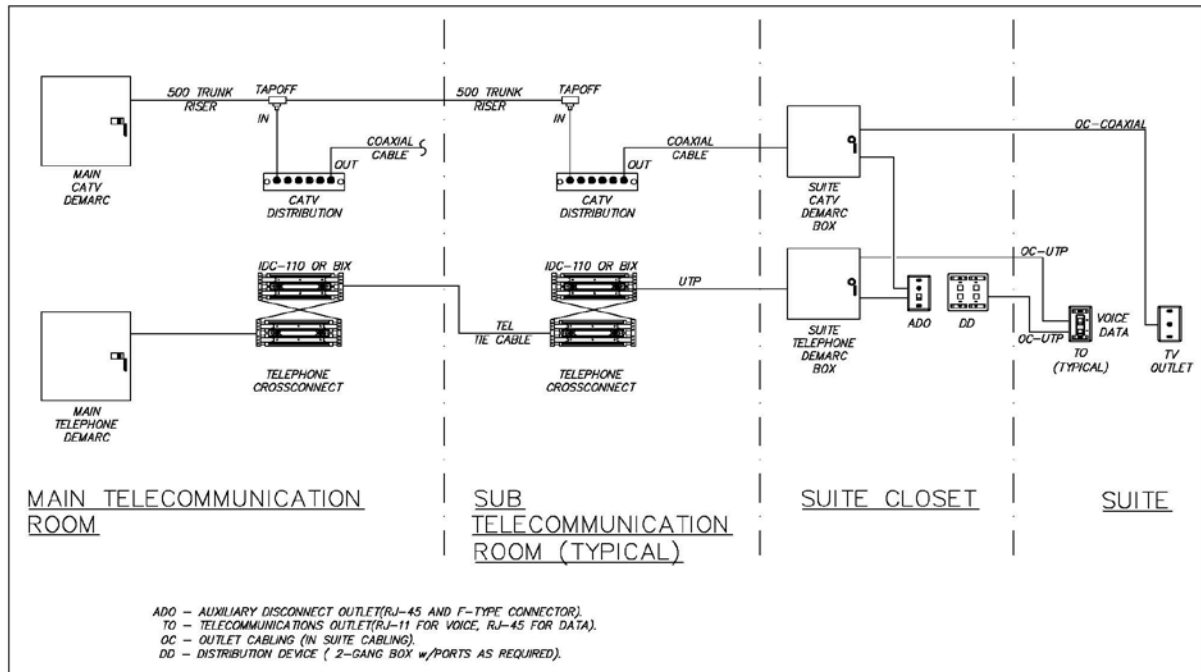 500 TRUNK
RISER
TAPOFF
IN
COAXIAL
CABLE
OUT
MAIN
CATV
DEMARC
CATV
DISTRIBUTION
IDC-110 OR BIX
TEL
TIE CABLE
MAIN
TELEPHONE
DEMARC
TELEPHONE
CROSSCONNECT
500 TRUNK
RISER
TAPOFF
IN
COAXIAL
CABLE
OUT
CATV
DISTRIBUTION
IDC-110 OR BIX
UTP
TELEPHONE
CROSSCONNECT
SUITE
CATV
DEMARC
BOX
SUITE
TELEPHONE
DEMARC
BOX
ADO
DD
OC-COAXIAL
OC-UTP
OC-UTP
VOICE
DATA
TO
(TYPICAL)
TV
OUTLET
MAIN TELECOMMUNICATION
ROOM
SUB
TELECOMMUNICATION
ROOM (TYPICAL)
SUITE CLOSET
SUITE
ADO - AUXILIARY DISCONNECT OUTLET(RJ-45 AND F-TYPE CONNECTOR).
TO - TELECOMMUNICATIONS OUTLET(RJ-11 FOR VOICE, RJ-45 FOR DATA).
OC - OUTLET CABLING (IN SUITE CABLING).
DD - DISTRIBUTION DEVICE ( 2-GANG BOX w/PORTS AS REQUIRED).